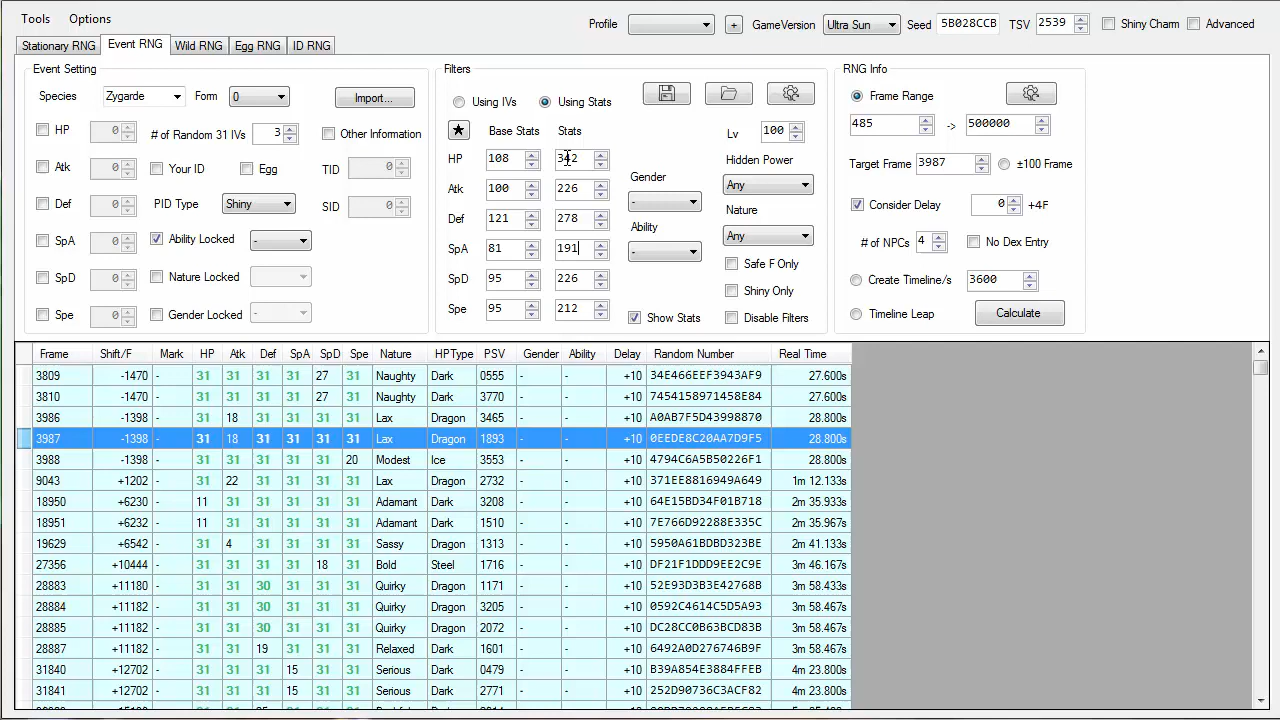 Tools Options
Profile + GameVersion Ultra Sun Seed 5B028CCB TSV 2539 Shiny Charm Advanced
Stationary RNG Event RNG Wild RNG Egg RNG ID RNG
Event Setting
Species Zygarde Form 0 Import...
HP 0 # of Random 31 IVs 3 Other Information
Atk 0 Your ID Egg TID 0
Def 0 PID Type Shiny SID 0
SpA 0 Ability Locked -
SpD 0 Nature Locked
Spe 0 Gender Locked -
Filters
Using IVs Using Stats
★ Base Stats Stats Lv 100
HP 108 342 Hidden Power
Atk 100 226 Gender Any
Def 121 278 - Nature
SpA 81 191 Ability Any
SpD 95 226 - Safe F Only
Spe 95 212 Shiny Only
Show Stats Disable Filters
RNG Info
Frame Range
485 -> 500000
Target Frame 3987 ±100 Frame
Consider Delay 0 +4F
# of NPCs 4 No Dex Entry
Create Timeline/s 3600
Timeline Leap Calculate
Frame Shift/F Mark HP Atk Def SpA SpD Spe Nature HPType PSV Gender Ability Delay Random Number Real Time
3809 -1470 - 31 31 31 31 27 31 Naughty Dark 0555 - - +10 34E466EEF3943AF9 27.600s
3810 -1470 - 31 31 31 31 27 31 Naughty Dark 3770 - - +10 7454158971458E84 27.600s
3986 -1398 - 31 18 31 31 31 31 Lax Dragon 3465 - - +10 A0AB7F5D43998870 28.800s
3987 -1398 - 31 18 31 31 31 31 Lax Dragon 1893 - - +10 0EEDE8C20AA7D9F5 28.800s
3988 -1398 - 31 31 31 31 31 20 Modest Ice 3553 - - +10 4794C6A5B50226F1 28.800s
9043 +1202 - 31 22 31 31 31 31 Lax Dragon 2732 - - +10 371EE8816949A649 1m 12.133s
18950 +6230 - 11 31 31 31 31 31 Adamant Dark 3208 - - +10 64E15BD34F01B718 2m 35.933s
18951 +6232 - 11 31 31 31 31 31 Adamant Dark 1510 - - +10 7E766D92288E335C 2m 35.967s
19629 +6542 - 31 4 31 31 31 31 Sassy Dragon 1313 - - +10 5950A61BDBD323BE 2m 41.133s
27356 +10444 - 31 31 31 31 18 31 Bold Steel 1716 - - +10 DF21F1DDD9EE2C9E 3m 46.167s
28883 +11180 - 31 31 30 31 31 31 Quirky Dragon 1171 - - +10 52E93D3B3E42768B 3m 58.433s
28884 +11182 - 31 31 30 31 31 31 Quirky Dragon 3205 - - +10 0592C4614C5D5A93 3m 58.467s
28885 +11182 - 31 31 30 31 31 31 Quirky Dragon 2072 - - +10 DC28CC0B63BCD83B 3m 58.467s
28887 +11182 - 31 31 19 31 31 31 Relaxed Dark 1601 - - +10 6492A0D276746B9F 3m 58.467s
31840 +12702 - 31 31 31 15 31 31 Serious Dark 0479 - - +10 B39A854E3884FFEB 4m 23.800s
31841 +12702 - 31 31 31 15 31 31 Serious Dark 2771 - - +10 252D90736C3ACF82 4m 23.800s